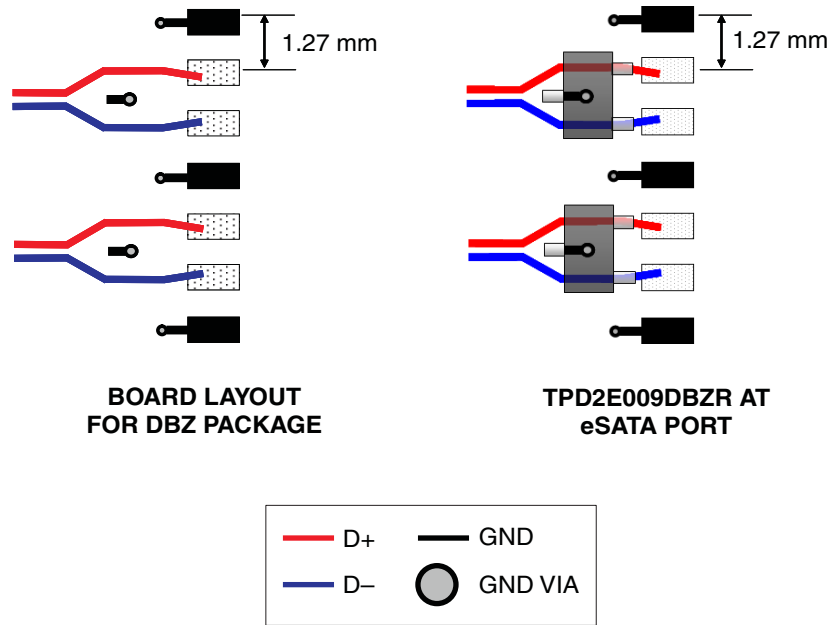 1.27 mm
1.27 mm
BOARD LAYOUT
FOR DBZ PACKAGE
TPD2E009DBZR AT
eSATA PORT
D+
GND
D–
GND VIA